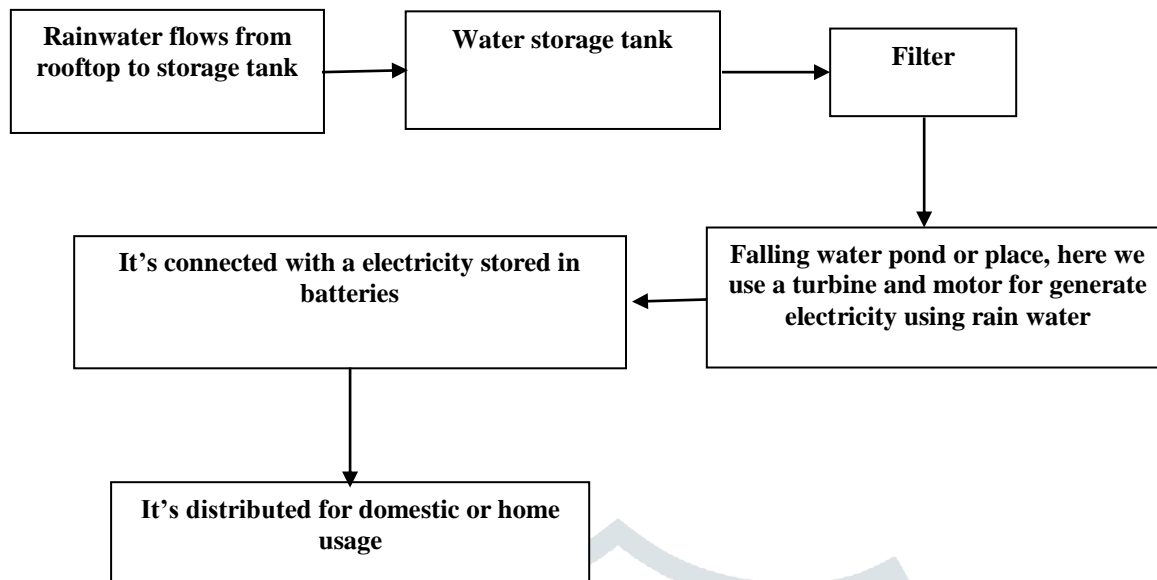 Rainwater flows from
rooftop to storage tank
Water storage tank
Filter
Falling water pond or place, here we
use a turbine and motor for generate
electricity using rain water
It’s connected with a electricity stored in
batteries
It’s distributed for domestic or home
usage